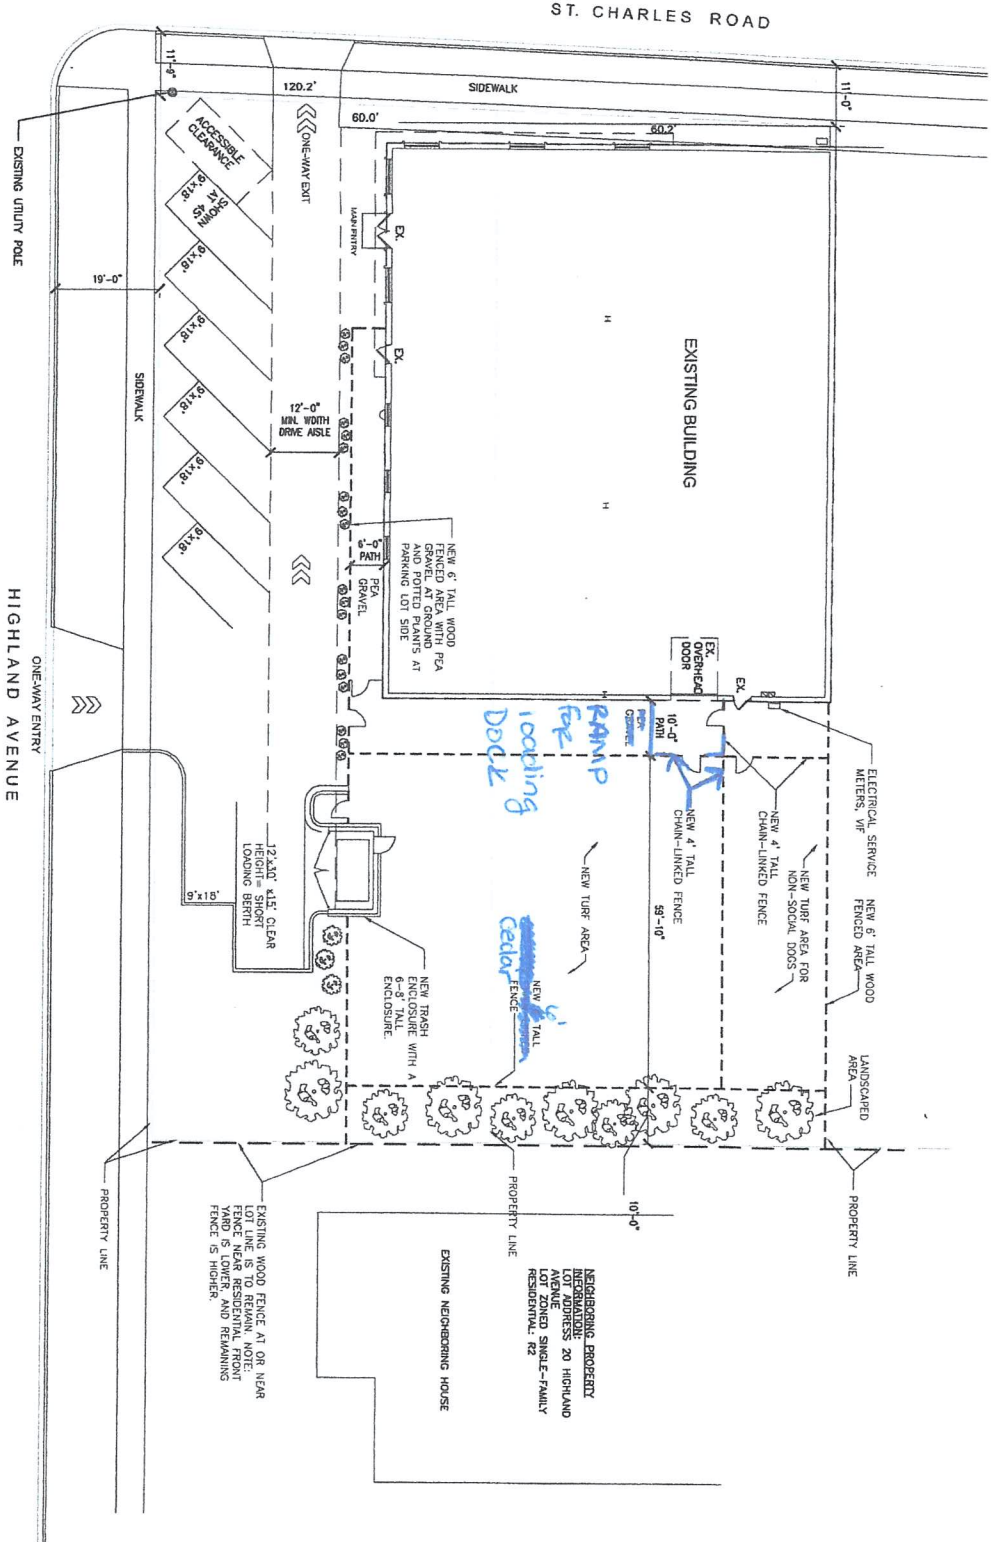 ST. CHARLES ROAD
SIDEWALK
11'-9"
120.2'
60.0'
60.2'
11'-0"
ONE-WAY EXIT
ACCESSIBLE
CLEARANCE
SHOWN
AT 45°
9'x18'
9'x18'
9'x18'
9'x18'
9'x18'
9'x18'
EXISTING UTILITY POLE
19'-0"
SIDEWALK
MAIN ENTRY
EX.
EX.
EXISTING BUILDING
12'-0"
MIN. WDITH
DRIVE AISLE
6'-0"
PATH
PEA
GRAVEL
NEW 6' TALL WOOD
FENCED AREA WITH PEA
GRAVEL AT GROUND
AND POTTED PLANTS AT
PARKING LOT SIDE
EX.
OVERHEAD
DOOR
EX.
10'-0"
PATH
PEA
GRAVEL
RAMP
for
loading
Dock
ELECTRICAL SERVICE
METERS, VIF
NEW 6' TALL WOOD
FENCED AREA
NEW 4' TALL
CHAIN-LINKED FENCE
NEW 4' TALL
CHAIN-LINKED FENCE
NEW TURF AREA FOR
NON-SOCIAL DOGS
NEW TURF AREA
59'-10"
LANDSCAPED
AREA
NEW 6' TALL
cedar FENCE
NEW TRASH
ENCLOSURE WITH A
6-8' TALL
ENCLOSURE.
12'x30' x15' CLEAR
HEIGHT= SHORT
LOADING BERTH
9'x15'
ONE-WAY ENTRY
HIGHLAND AVENUE
PROPERTY LINE
PROPERTY LINE
PROPERTY LINE
10'-0"
EXISTING WOOD FENCE AT OR NEAR
LOT LINE IS TO REMAIN. NOTE:
FENCE NEAR RESIDENTIAL FRONT
YARD IS LOWER, AND REMAINING
FENCE IS HIGHER.
NEIGHBORING PROPERTY
INFORMATION:
LOT ADDRESS 20 HIGHLAND
AVENUE
LOT ZONED SINGLE-FAMILY
RESIDENTIAL: R2
EXISTING NEIGHBORING HOUSE